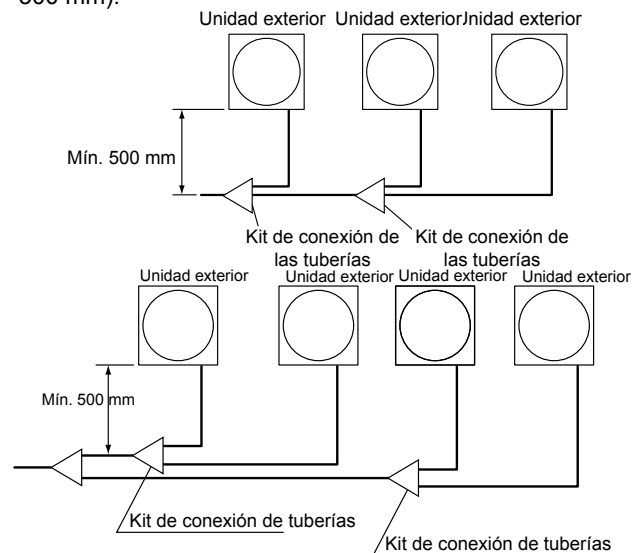 500 mm).
Unidad exterior Unidad exterior Unidad exterior
Mín. 500 mm
Kit de conexión de las tuberías
Kit de conexión de las tuberías
Unidad exterior Unidad exterior Unidad exterior Unidad exterior
Mín. 500 mm
Kit de conexión de tuberías
Kit de conexión de tuberías